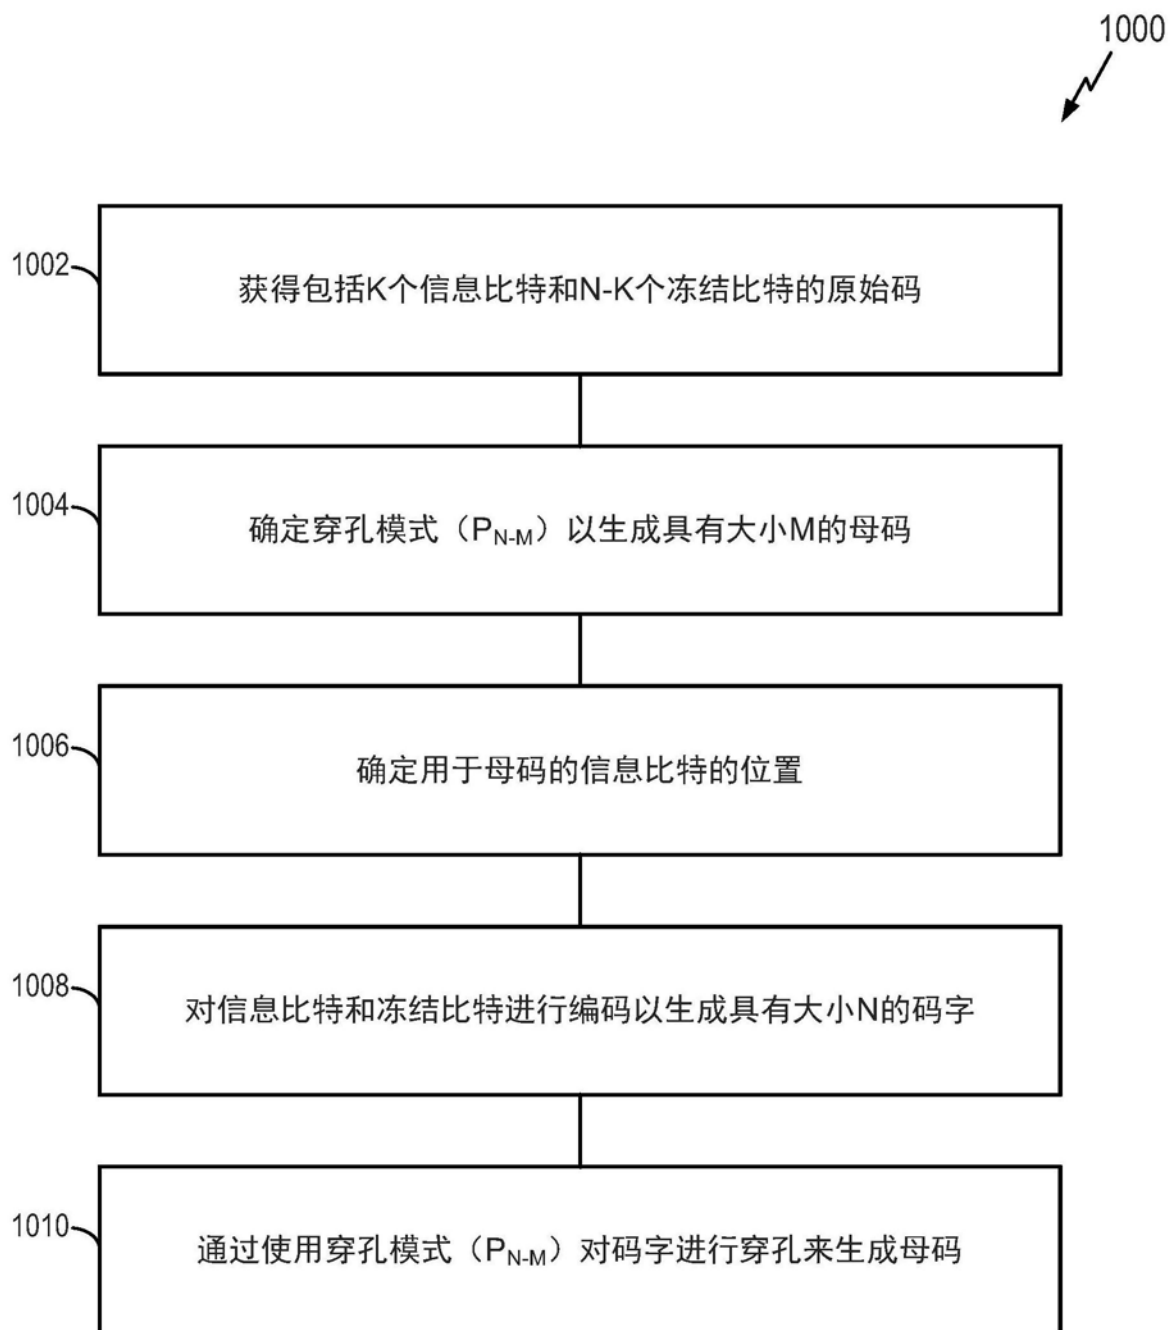 1000
1002
获得包括K个信息比特和N-K个冻结比特的原始码
1004
确定穿孔模式（P_{N-M}）以生成具有大小M的母码
1006
确定用于母码的信息比特的位置
1008
对信息比特和冻结比特进行编码以生成具有大小N的码字
1010
通过使用穿孔模式（P_{N-M}）对码字进行穿孔来生成母码